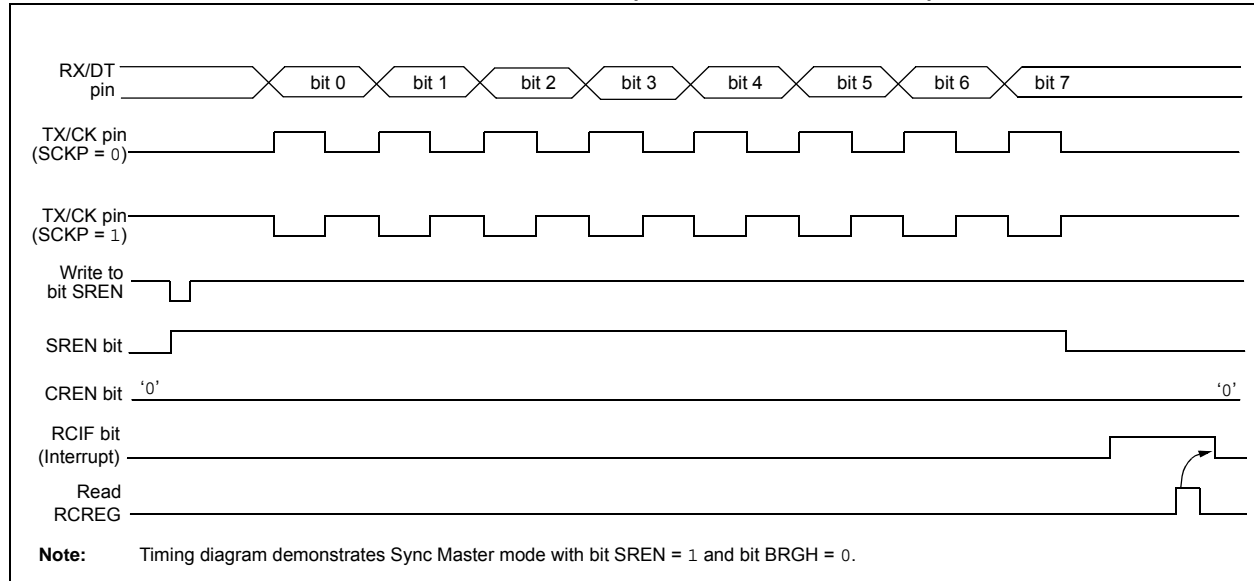 RX/DT
pin
bit 0 bit 1 bit 2 bit 3 bit 4 bit 5 bit 6 bit 7
TX/CK pin
(SCKP = 0)
TX/CK pin
(SCKP = 1)
Write to
bit SREN
SREN bit
CREN bit ‘0’ ‘0’
RCIF bit
(Interrupt)
Read
RCREG
Note: Timing diagram demonstrates Sync Master mode with bit SREN = 1 and bit BRGH = 0.